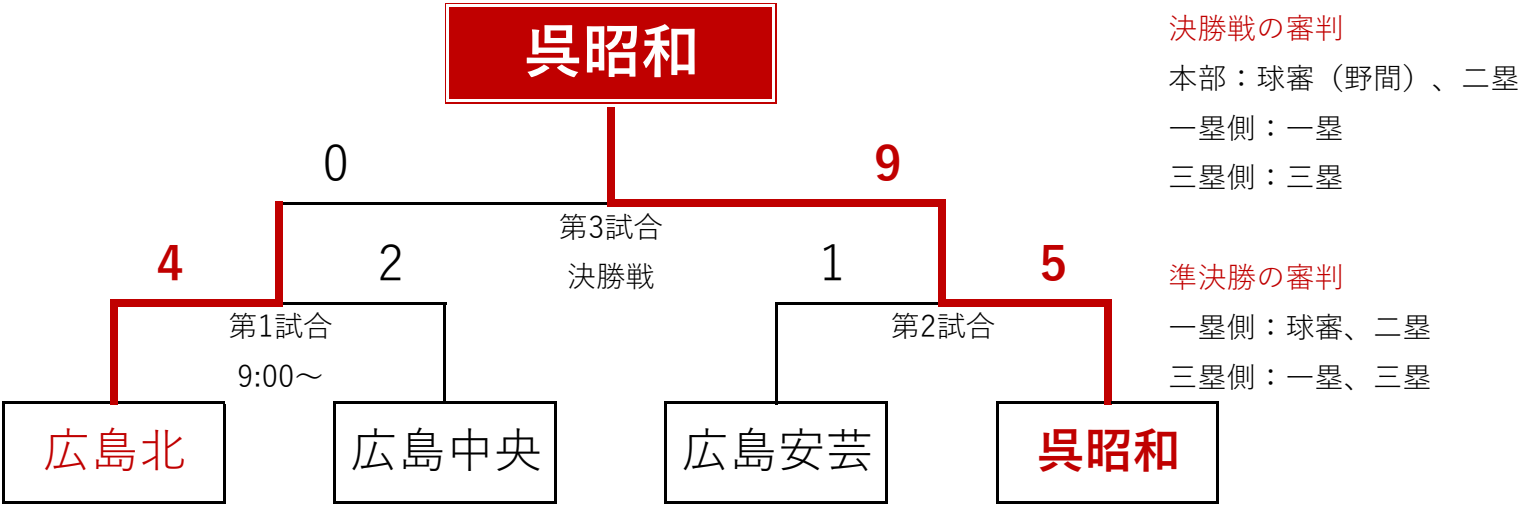 呉昭和
決勝戦の審判
本部：球審（野間）、二塁
一塁側：一塁
三塁側：三塁
0
9
第3試合
決勝戦
4
2
1
5
第1試合
9:00～
第2試合
準決勝の審判
一塁側：球審、二塁
三塁側：一塁、三塁
広島北
広島中央
広島安芸
呉昭和